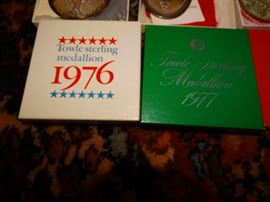 Towle sterling
medallion
1976
Towle Sterling
Medallion
1977